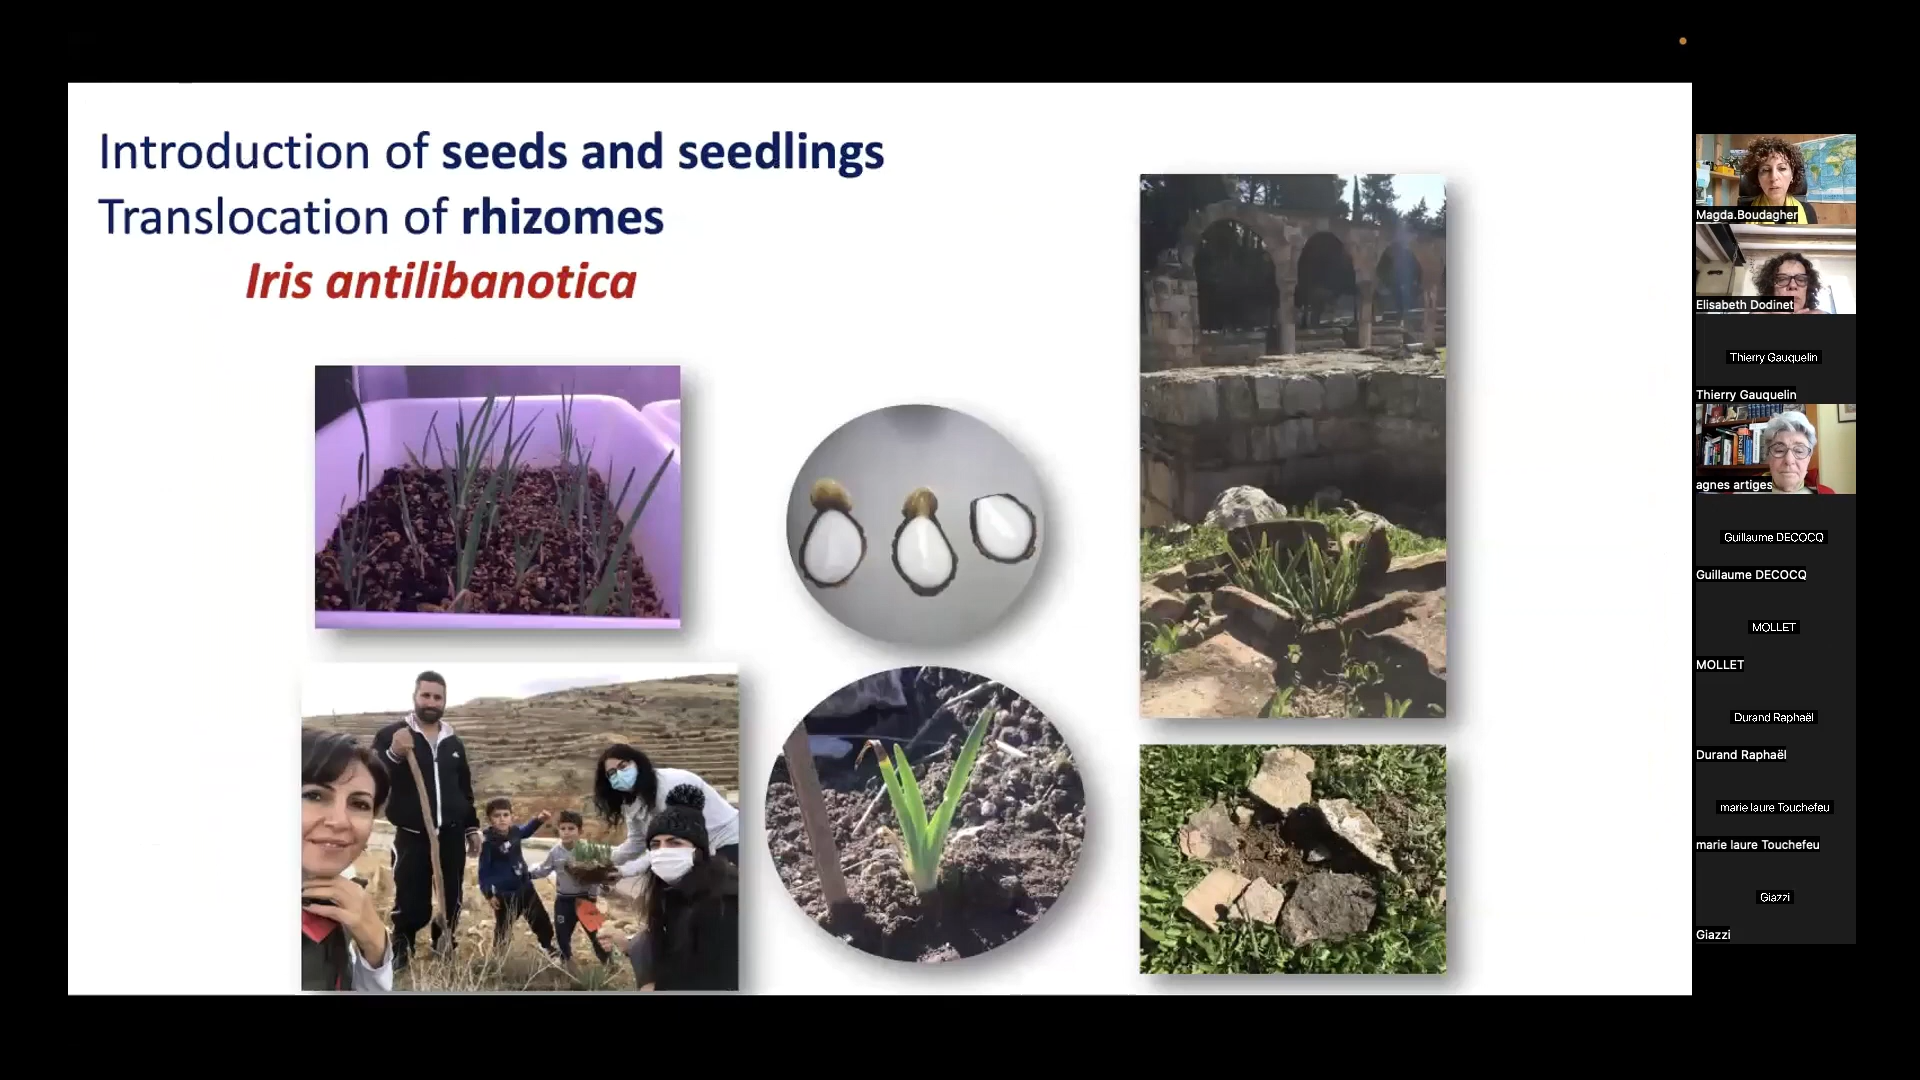 Introduction of seeds and seedlings
Translocation of rhizomes
Iris antilibanotica
Magda.Boudagher
Elisabeth Dodinet
Thierry Gauquelin
Thierry Gauquelin
agnes artiges
Guillaume DECOCQ
Guillaume DECOCQ
MOLLET
MOLLET
Durand Raphaël
Durand Raphaël
marie laure Touchefeu
marie laure Touchefeu
Giazzi
Giazzi